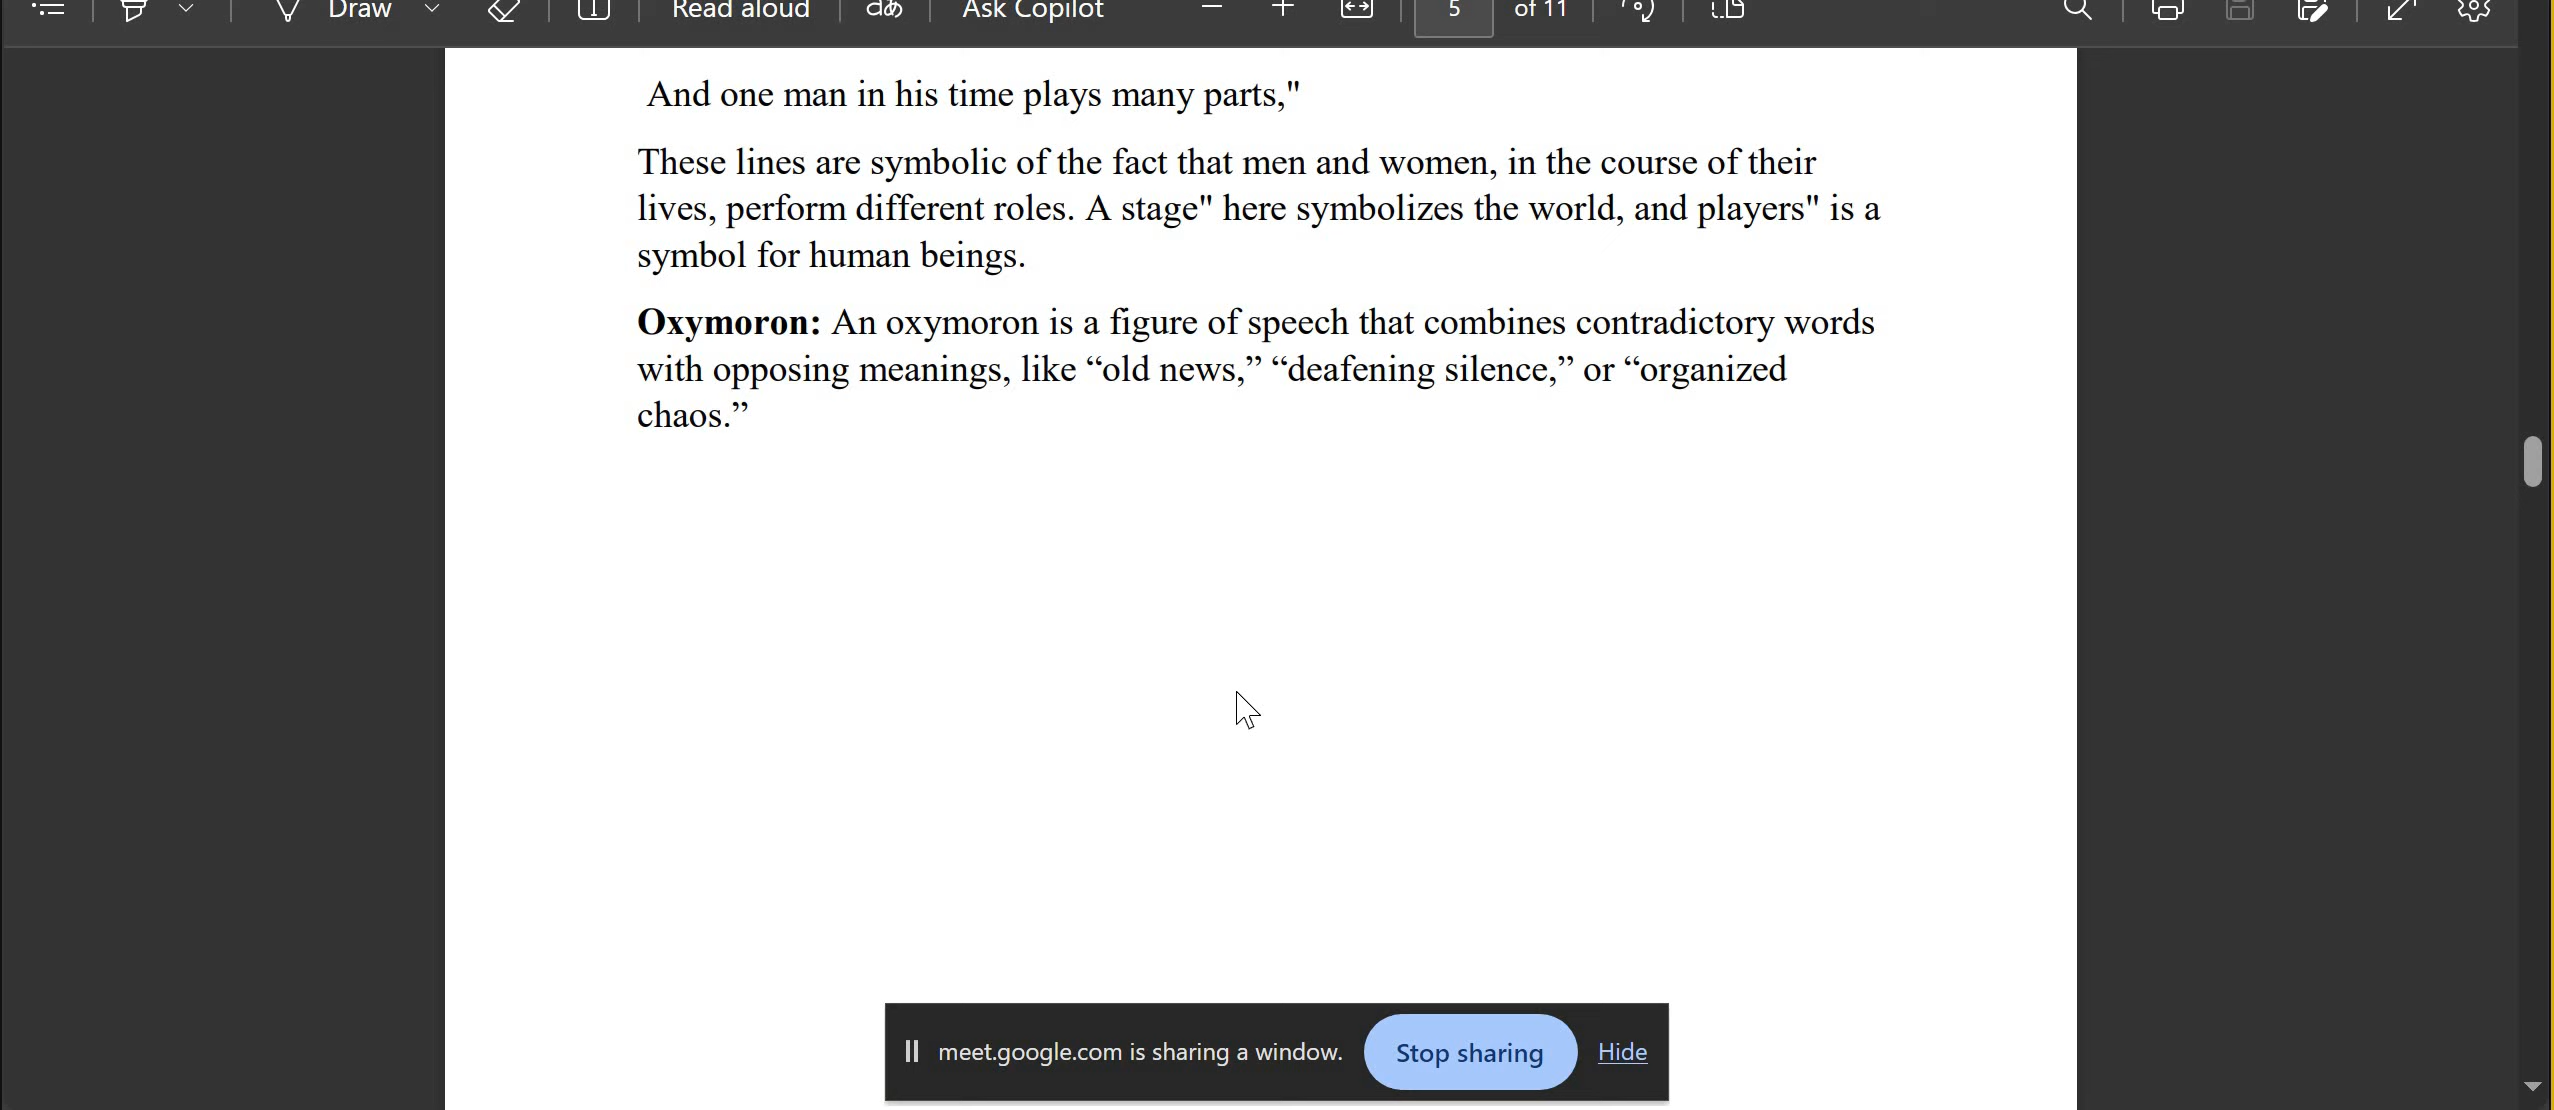 Draw Read aloud Ask Copilot 5 of 11
And one man in his time plays many parts,"
These lines are symbolic of the fact that men and women, in the course of their
lives, perform different roles. A stage" here symbolizes the world, and players" is a
symbol for human beings.
Oxymoron: An oxymoron is a figure of speech that combines contradictory words
with opposing meanings, like “old news,” “deafening silence,” or “organized
chaos.”
meet.google.com is sharing a window. Stop sharing Hide